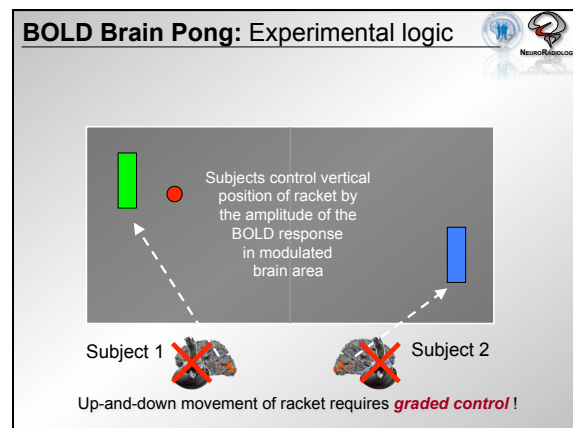 BOLD Brain Pong: Experimental logic
NEURORADIOLOG
Subjects control vertical
position of racket by
the amplitude of the
BOLD response
in modulated
brain area
Subject 1
Subject 2
Up-and-down movement of racket requires graded control !